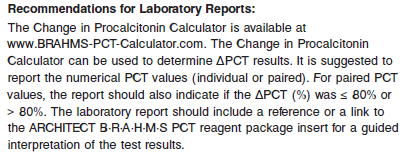 Recommendations for Laboratory Reports:
The Change in Procalcitonin Calculator is available at
www.BRAHMS-PCT-Calculator.com. The Change in Procalcitonin
Calculator can be used to determine ΔPCT results. It is suggested to
report the numerical PCT values (individual or paired). For paired PCT
values, the report should also indicate if the ΔPCT (%) was ≤ 80% or
> 80%. The laboratory report should include a reference or a link to
the ARCHITECT B·R·A·H·M·S PCT reagent package insert for a guided
interpretation of the test results.